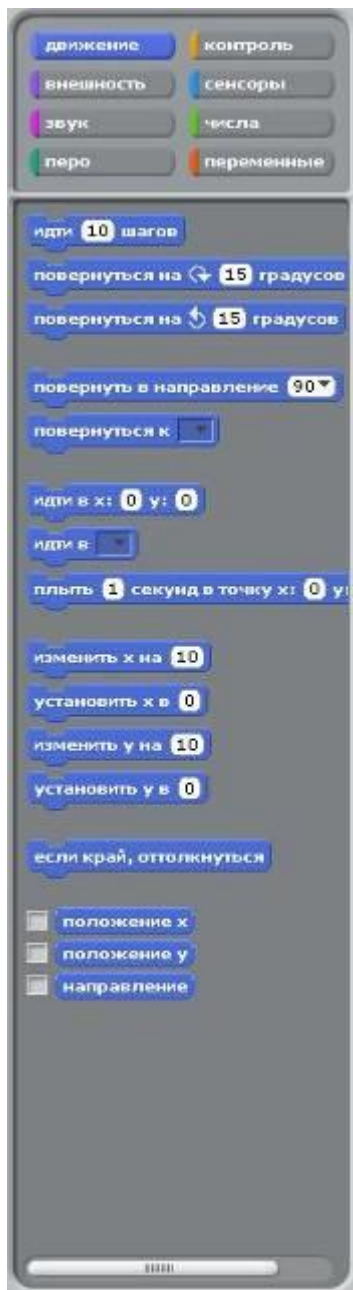 движение контроль
внешность сенсоры
звук числа
перо переменные
идти 10 шагов
повернуться на 15 градусов
повернуться на 15 градусов
повернуть в направление 90
повернуться к
идти в x: 0 y: 0
идти в
плыть 1 секунд в точку x: 0 y:
изменить x на 10
установить x в 0
изменить y на 10
установить y в 0
если край, оттолкнуться
положение x
положение y
направление